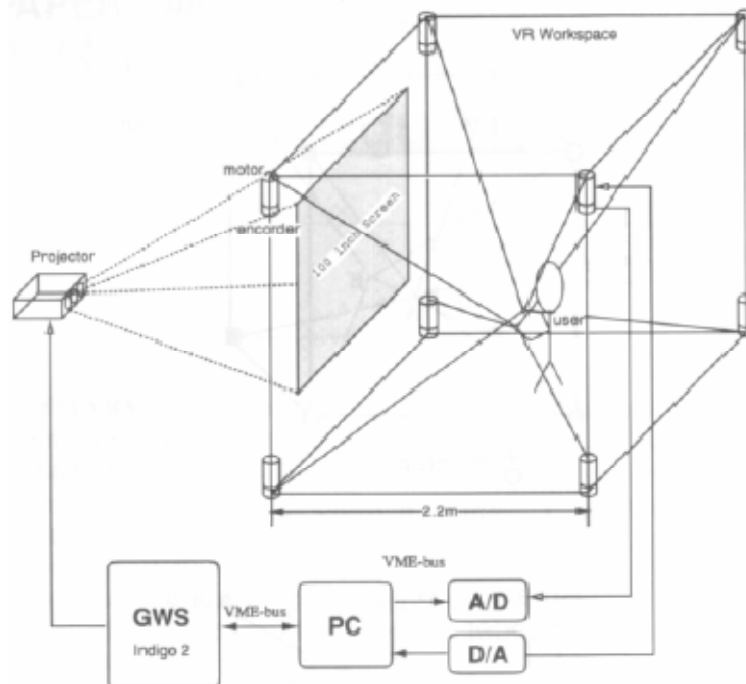 VR Workspace
motor
encorder
100 inch Screen
Projector
user
2.2m
VME-bus
GWS
Indigo 2
VME-bus
PC
A/D
D/A